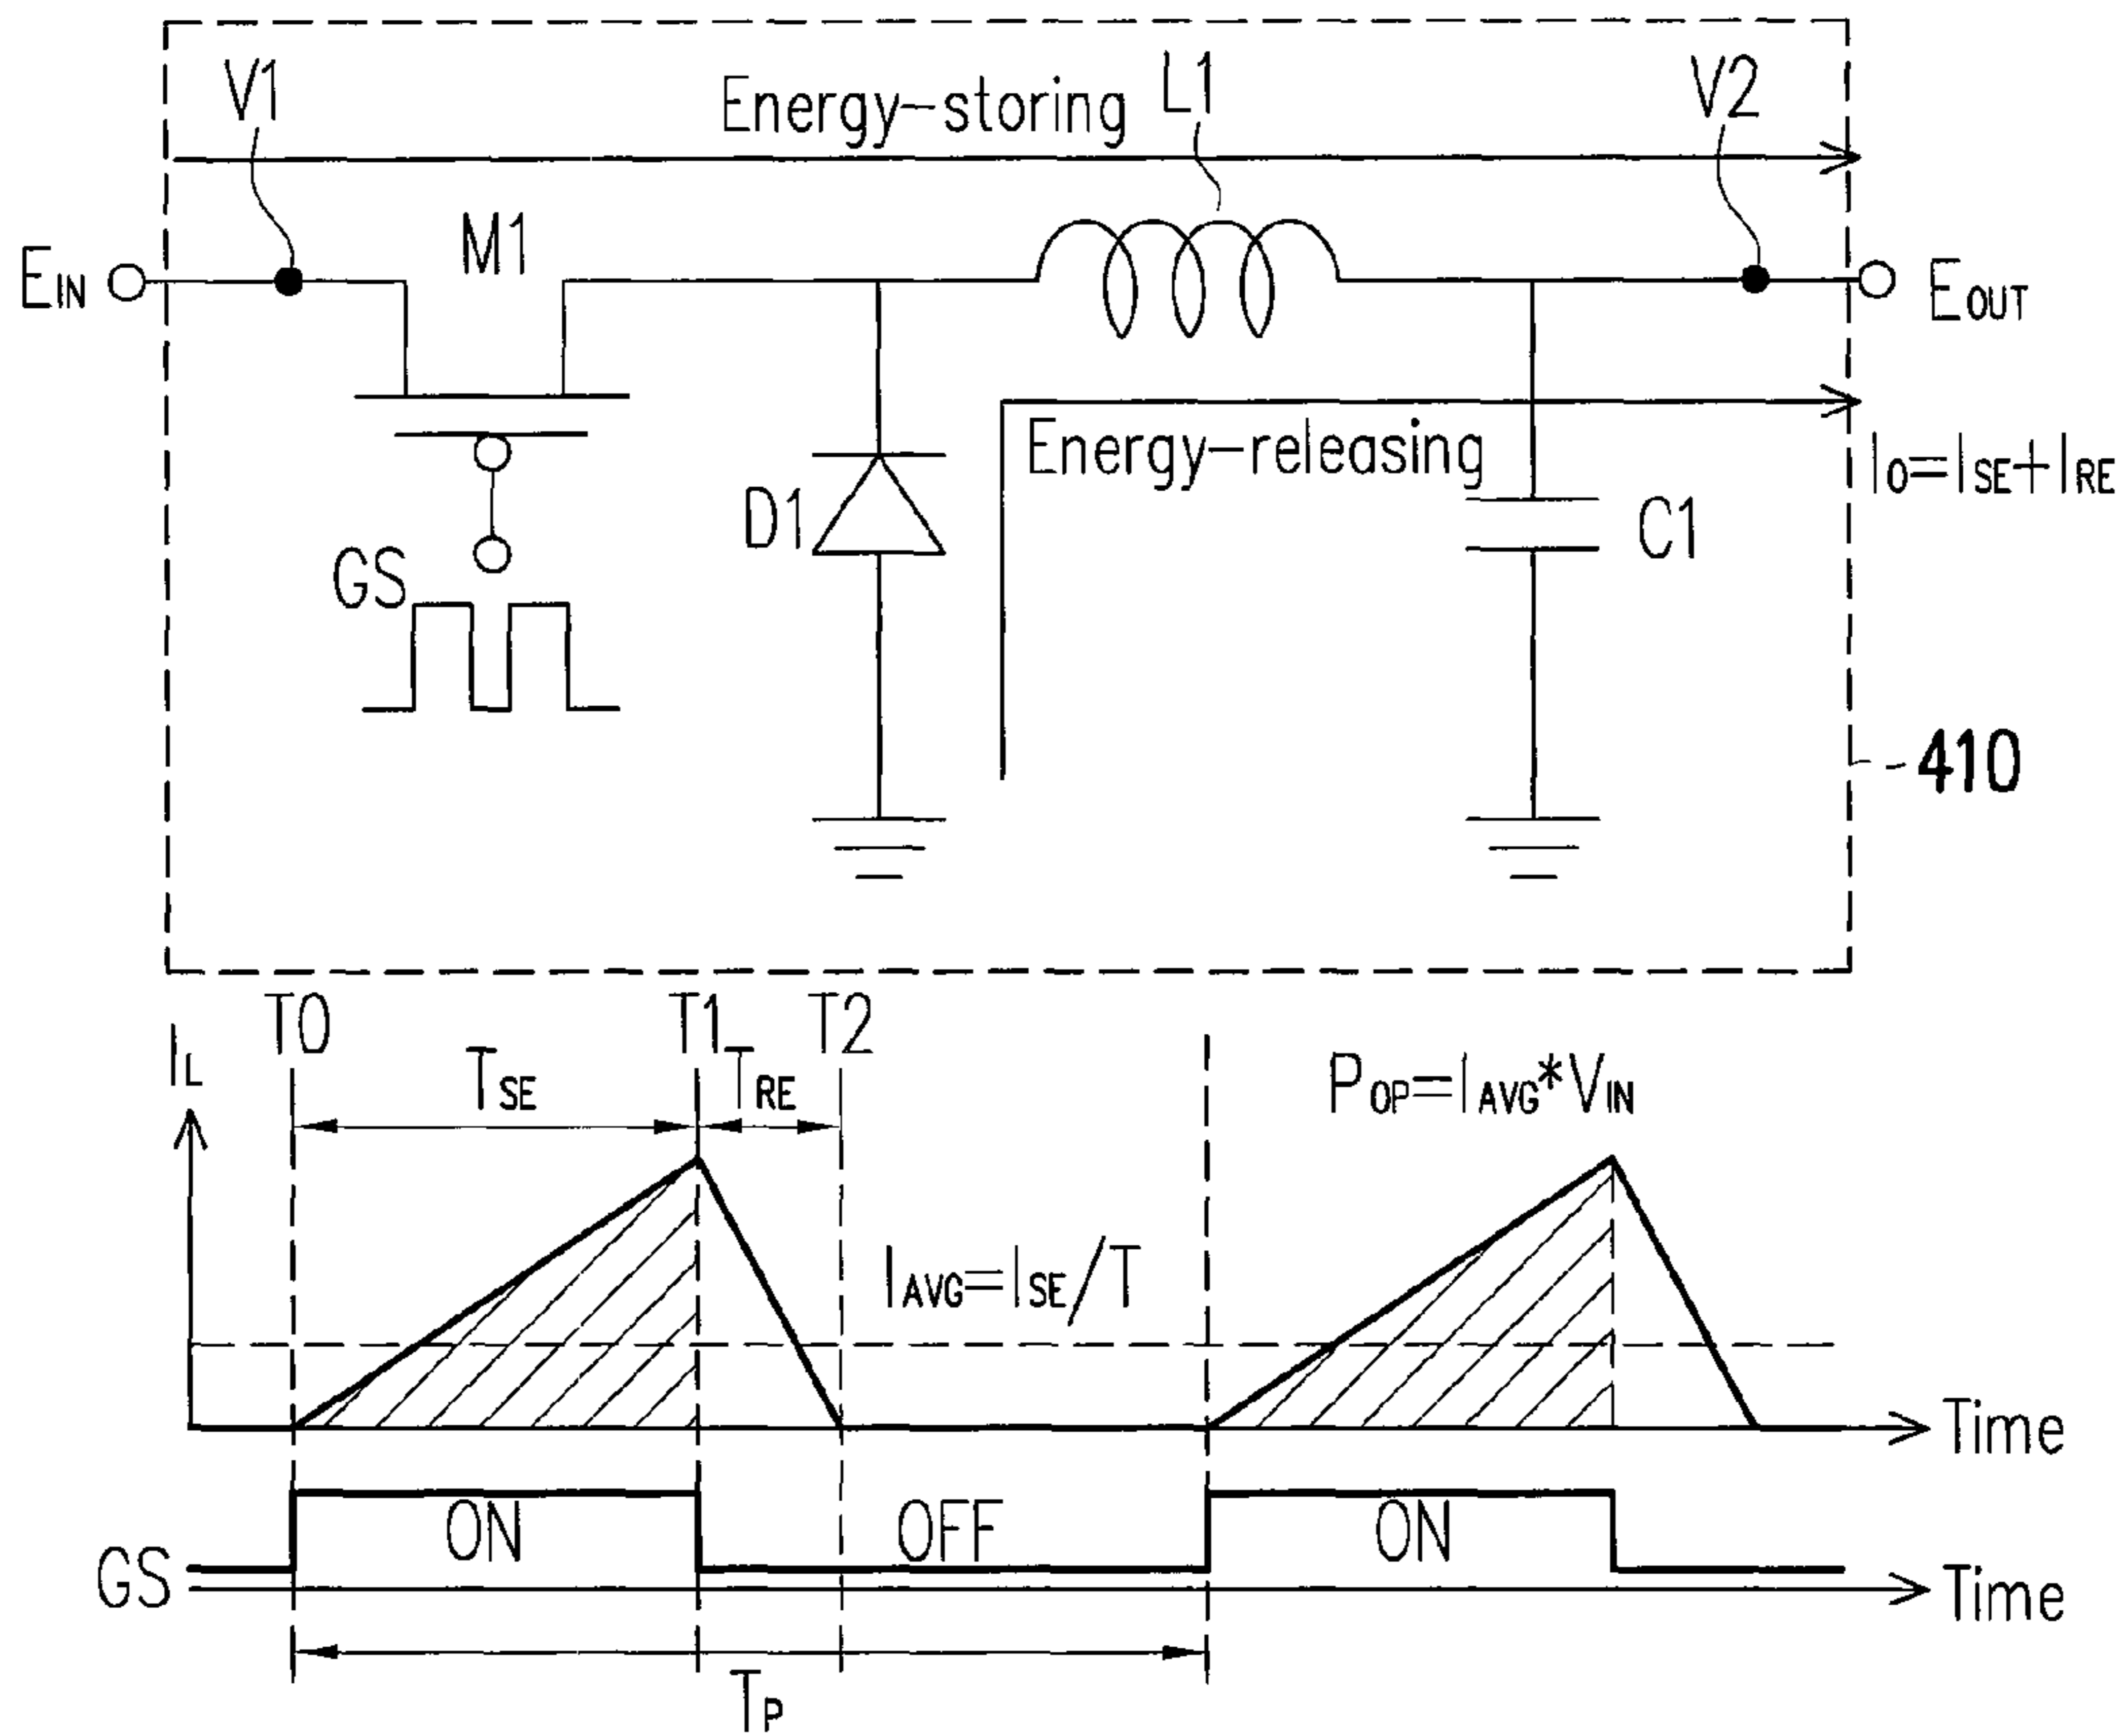 V1
Energy-storing
L1
V2
M1
EIN
EOUT
Energy-releasing
IO=ISE+IRE
D1
C1
GS
410
T0
T1
T2
IL
TSE
TRE
POP=IAVG*VIN
IAVG=ISE/T
Time
ON
OFF
ON
GS
Time
TP